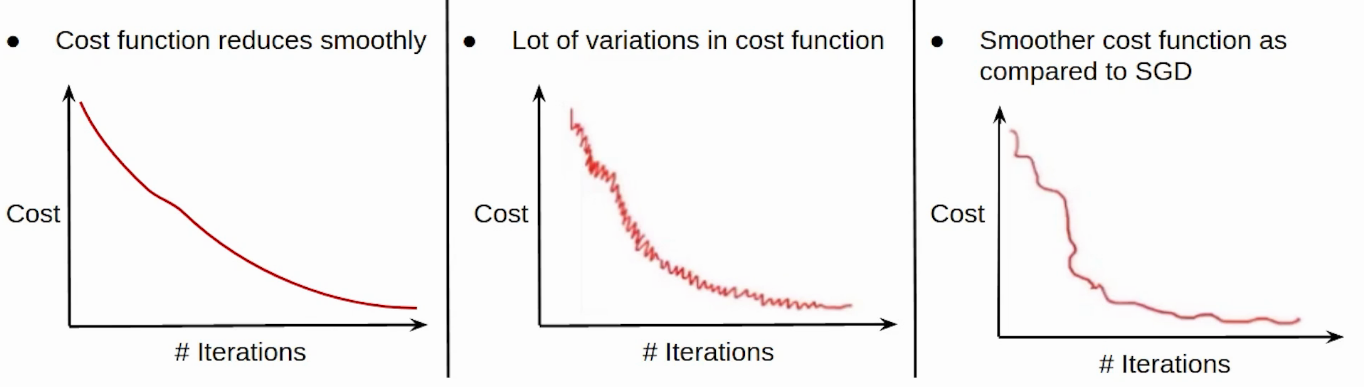 ● Cost function reduces smoothly
Cost
# Iterations
● Lot of variations in cost function
Cost
# Iterations
● Smoother cost function as
compared to SGD
Cost
# Iterations